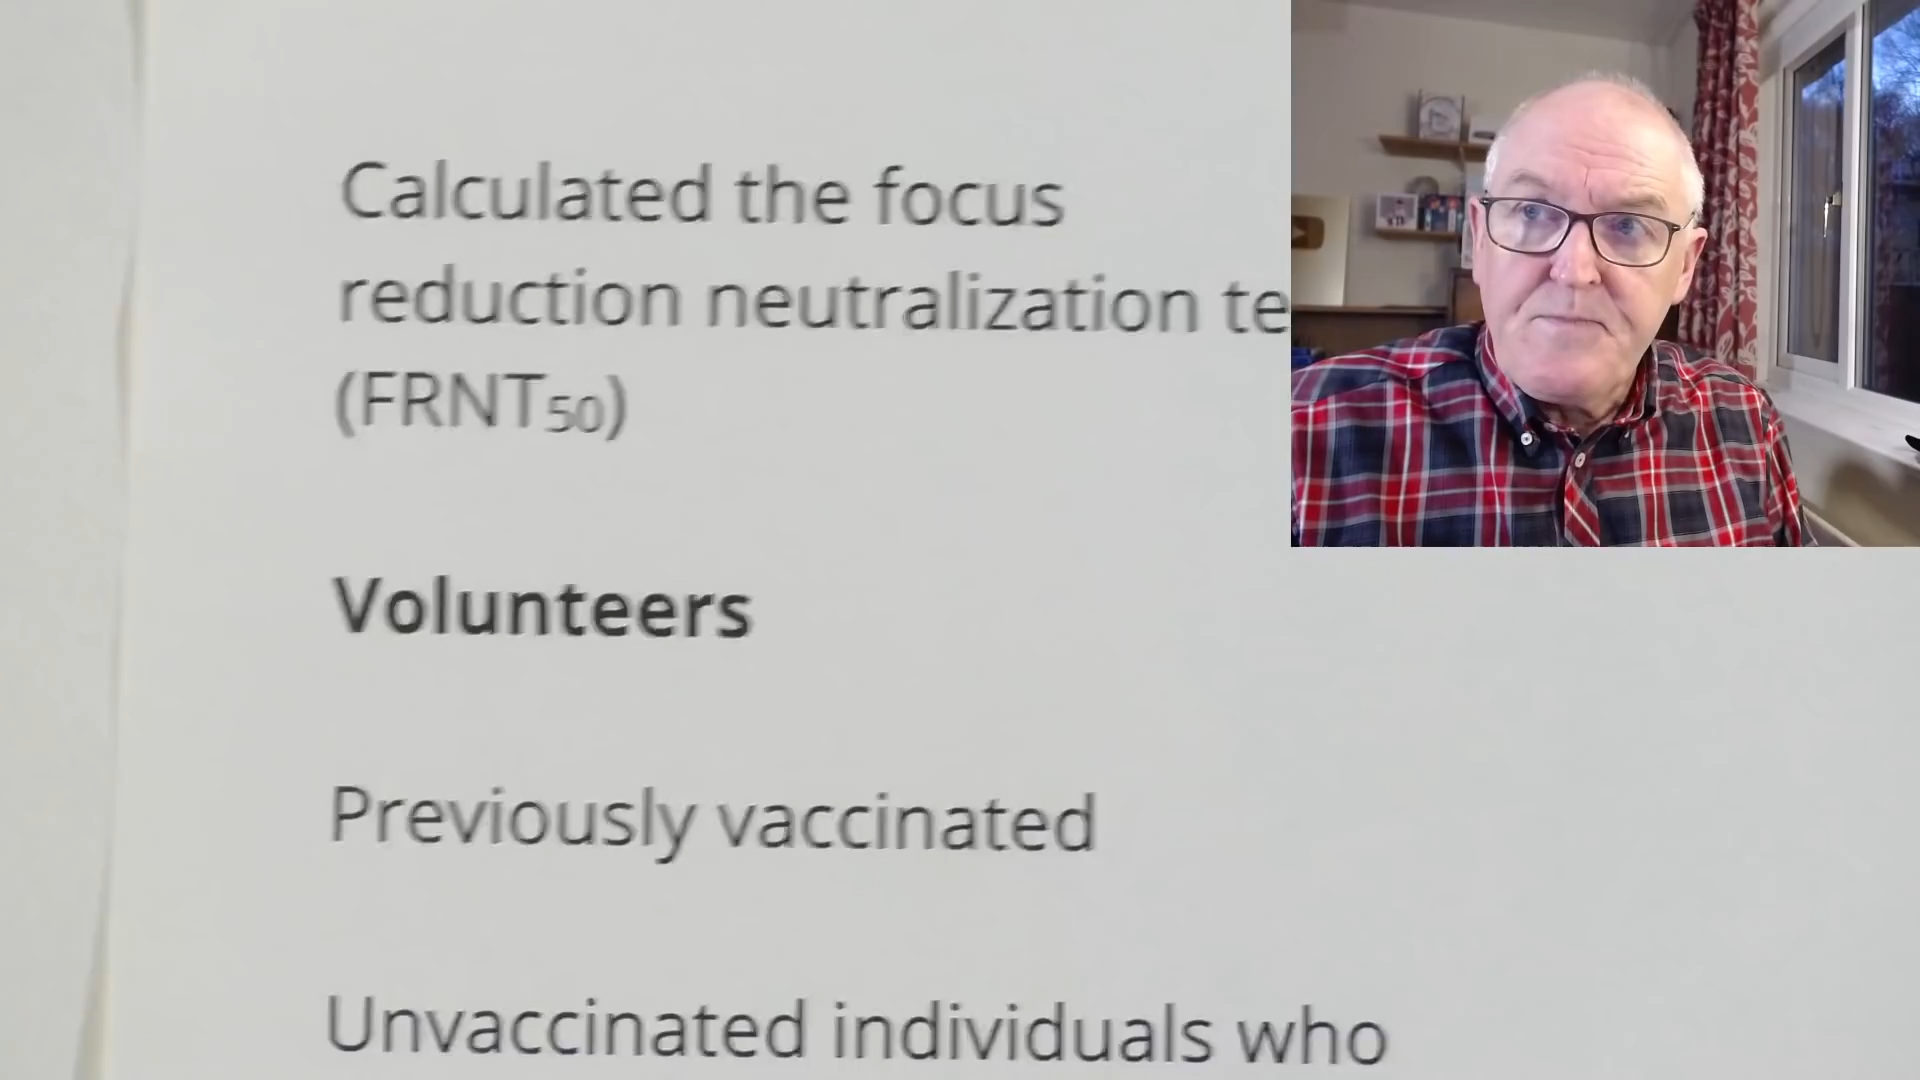 Calculated the focus
reduction neutralization te
(FRNT50)
Volunteers
Previously vaccinated
Unvaccinated individuals who